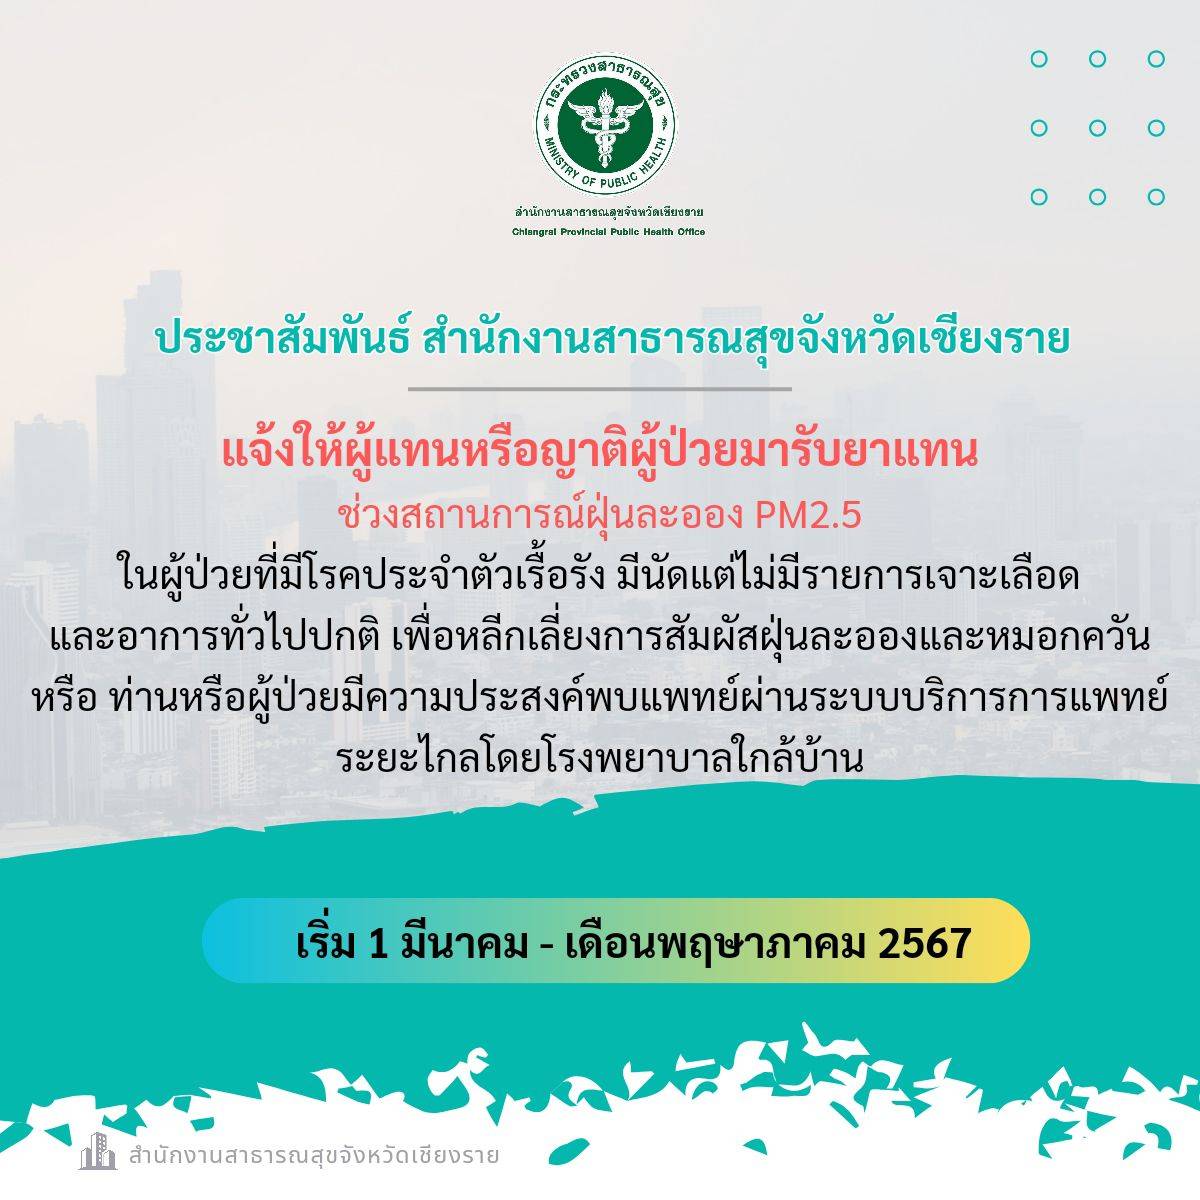 กระทรวงสาธารณสุข
MINISTRY OF PUBLIC HEALTH
สำนักงานสาธารณสุขจังหวัดเชียงราย
Chiangrai Provincial Public Health Office
ประชาสัมพันธ์ สำนักงานสาธารณสุขจังหวัดเชียงราย
แจ้งให้ผู้แทนหรือญาติผู้ป่วยมารับยาแทน
ช่วงสถานการณ์ฝุ่นละออง PM2.5
ในผู้ป่วยที่มีโรคประจำตัวเรื้อรัง มีนัดแต่ไม่มีรายการเจาะเลือด
และอาการทั่วไปปกติ เพื่อหลีกเลี่ยงการสัมผัสฝุ่นละอองและหมอกควัน
หรือ ท่านหรือผู้ป่วยมีความประสงค์พบแพทย์ผ่านระบบบริการการแพทย์
ระยะไกลโดยโรงพยาบาลใกล้บ้าน
เริ่ม 1 มีนาคม - เดือนพฤษาภาคม 2567
สำนักงานสาธารณสุขจังหวัดเชียงราย